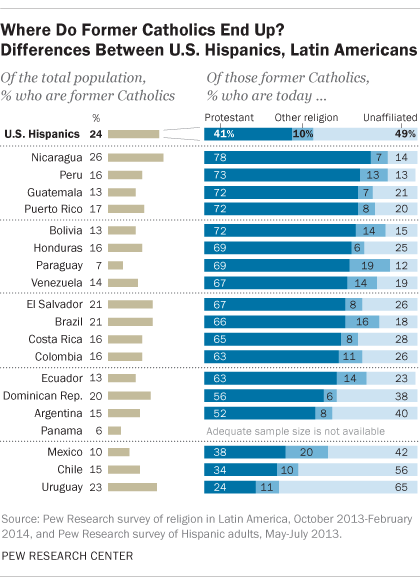 Where Do Former Catholics End Up?
Differences Between U.S. Hispanics, Latin Americans
Of the total population, Of those former Catholics,
% who are former Catholics % who are today ...
% Protestant Other religion Unaffiliated
U.S. Hispanics 24 41% 10% 49%
Nicaragua 26 78 7 14
Peru 16 73 13 13
Guatemala 13 72 7 21
Puerto Rico 17 72 8 20
Bolivia 13 72 14 15
Honduras 16 69 6 25
Paraguay 7 69 19 12
Venezuela 14 67 14 19
El Salvador 21 67 8 26
Brazil 21 66 16 18
Costa Rica 16 65 8 28
Colombia 16 63 11 26
Ecuador 13 63 14 23
Dominican Rep. 20 56 6 38
Argentina 15 52 8 40
Panama 6 Adequate sample size is not available
Mexico 10 38 20 42
Chile 15 34 10 56
Uruguay 23 24 11 65
Source: Pew Research survey of religion in Latin America, October 2013-February
2014, and Pew Research survey of Hispanic adults, May-July 2013.
PEW RESEARCH CENTER